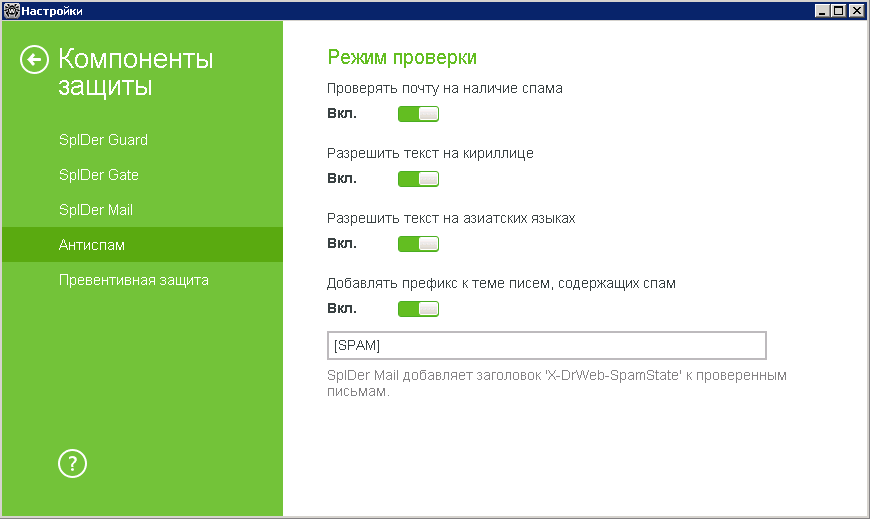 Настройки
Компоненты
защиты
SpIDer Guard
SpIDer Gate
SpIDer Mail
Антиспам
Превентивная защита
?
Режим проверки
Проверять почту на наличие спама
Вкл.
Разрешить текст на кириллице
Вкл.
Разрешить текст на азиатских языках
Вкл.
Добавлять префикс к теме писем, содержащих спам
Вкл.
[SPAM]
SpIDer Mail добавляет заголовок 'X-DrWeb-SpamState' к проверенным
письмам.